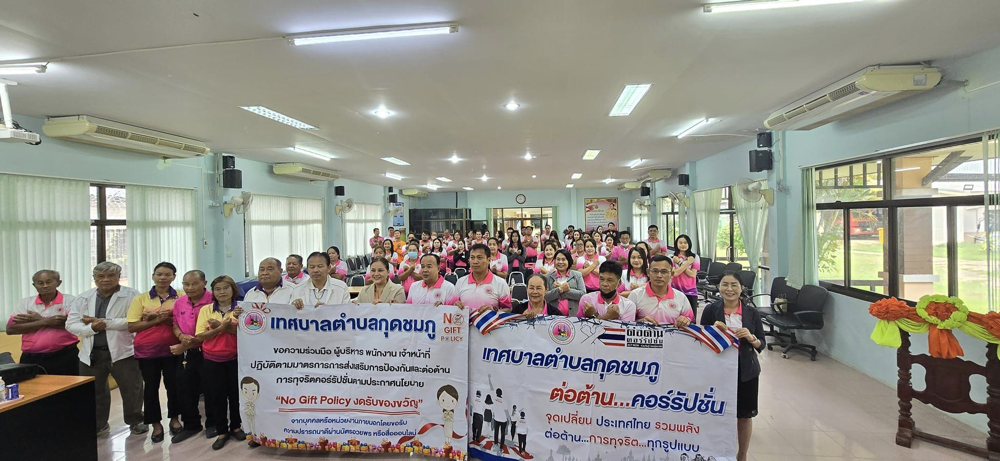 เทศบาลตำบลกุดชมภู
NO
GIFT
POLICY
ขอความร่วมมือ ผู้บริหาร พนักงาน เจ้าหน้าที่
ปฏิบัติตามมาตรการการส่งเสริมการป้องกันและต่อต้าน
การทุจริตคอร์รัปชั่นตามประกาศนโยบาย
“No Gift Policy งดรับของขวัญ”
จากบุคคลหรือหน่วยงานภายนอกโดยขอรับ
ความปรารถนาดีผ่านบัตรอวยพร หรือสื่อออนไลน์
ต่อต้าน
คอร์รัปชัน
ACT NOW
เทศบาลตำบลกุดชมภู
ต่อต้าน...คอร์รัปชั่น
จุดเปลี่ยน ประเทศไทย รวมพลัง
ต่อต้าน...การทุจริต...ทุกรูปแบบ